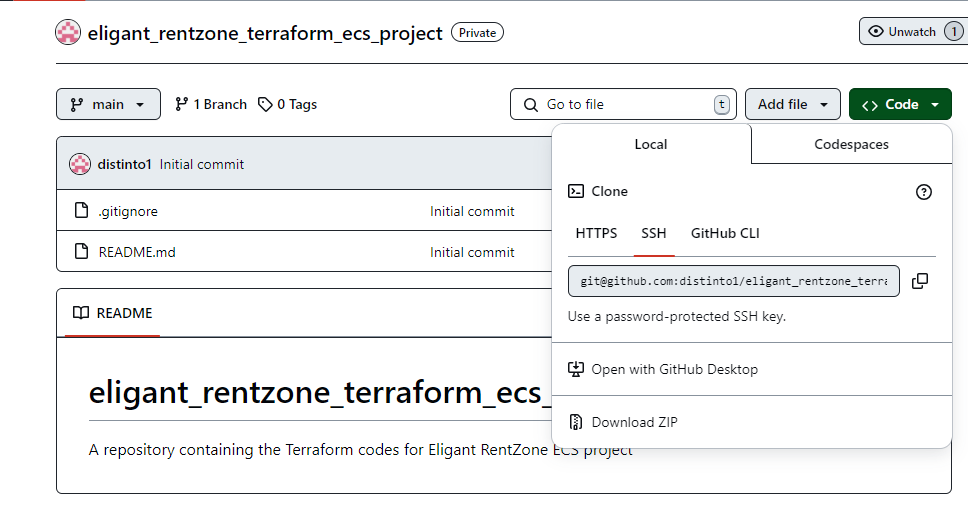 eligant_rentzone_terraform_ecs_project Private Unwatch 1
main 1 Branch 0 Tags Go to file t Add file <> Code
Local Codespaces
distinto1 Initial commit
Clone
.gitignore Initial commit
HTTPS SSH GitHub CLI
README.md Initial commit
git@github.com:distinto1/eligant_rentzone_terra
README
Use a password-protected SSH key.
Open with GitHub Desktop
eligant_rentzone_terraform_ecs_
Download ZIP
A repository containing the Terraform codes for Eligant RentZone ECS project